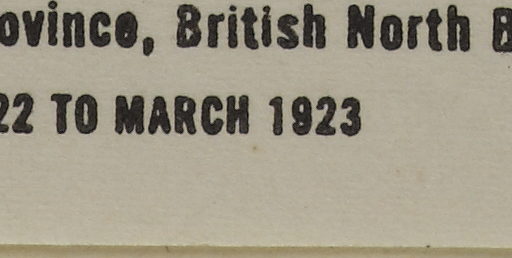 ovince, British North B
22 TO MARCH 1923